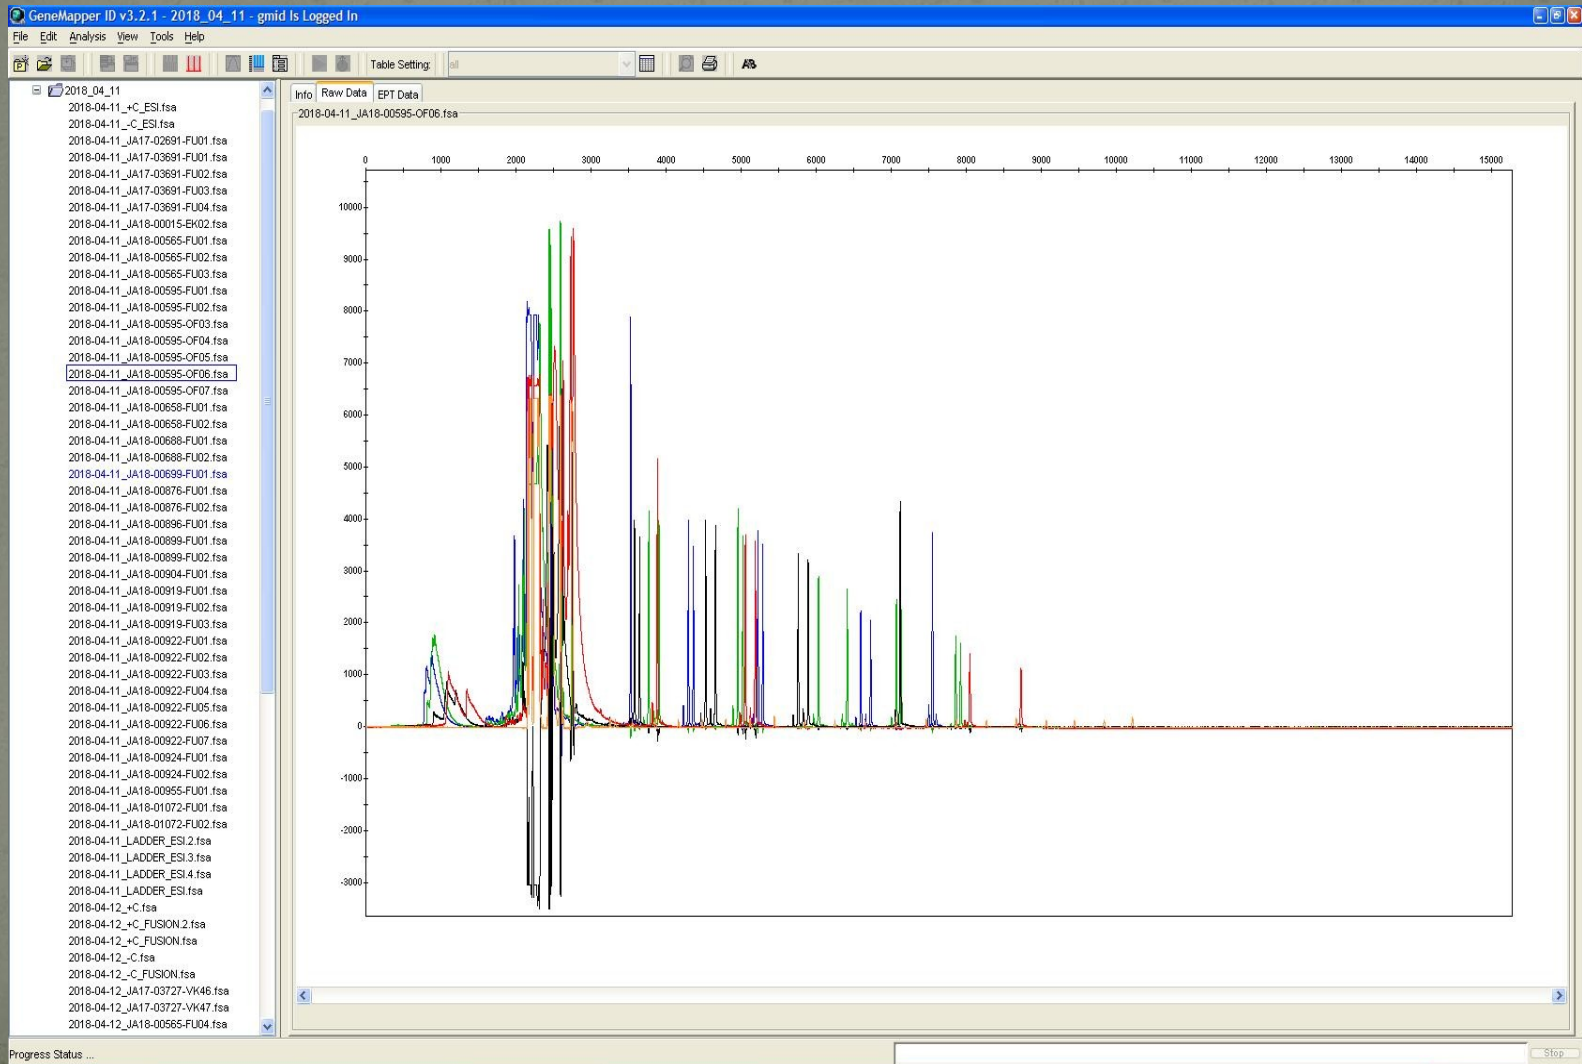 GeneMapper ID v3.2.1 - 2018_04_11 - gmid Is Logged In
File Edit Analysis View Tools Help
Table Setting: all
2018_04_11
2018-04-11_+C_ESI.fsa
2018-04-11_-C_ESI.fsa
2018-04-11_JA17-02691-FU01.fsa
2018-04-11_JA17-03691-FU01.fsa
2018-04-11_JA17-03691-FU02.fsa
2018-04-11_JA17-03691-FU03.fsa
2018-04-11_JA17-03691-FU04.fsa
2018-04-11_JA18-00015-EK02.fsa
2018-04-11_JA18-00565-FU01.fsa
2018-04-11_JA18-00565-FU02.fsa
2018-04-11_JA18-00565-FU03.fsa
2018-04-11_JA18-00595-FU01.fsa
2018-04-11_JA18-00595-FU02.fsa
2018-04-11_JA18-00595-OF03.fsa
2018-04-11_JA18-00595-OF04.fsa
2018-04-11_JA18-00595-OF05.fsa
2018-04-11_JA18-00595-OF06.fsa
2018-04-11_JA18-00595-OF07.fsa
2018-04-11_JA18-00658-FU01.fsa
2018-04-11_JA18-00658-FU02.fsa
2018-04-11_JA18-00688-FU01.fsa
2018-04-11_JA18-00688-FU02.fsa
2018-04-11_JA18-00699-FU01.fsa
2018-04-11_JA18-00876-FU01.fsa
2018-04-11_JA18-00876-FU02.fsa
2018-04-11_JA18-00896-FU01.fsa
2018-04-11_JA18-00899-FU01.fsa
2018-04-11_JA18-00899-FU02.fsa
2018-04-11_JA18-00904-FU01.fsa
2018-04-11_JA18-00919-FU01.fsa
2018-04-11_JA18-00919-FU02.fsa
2018-04-11_JA18-00919-FU03.fsa
2018-04-11_JA18-00922-FU01.fsa
2018-04-11_JA18-00922-FU02.fsa
2018-04-11_JA18-00922-FU03.fsa
2018-04-11_JA18-00922-FU04.fsa
2018-04-11_JA18-00922-FU05.fsa
2018-04-11_JA18-00922-FU06.fsa
2018-04-11_JA18-00922-FU07.fsa
2018-04-11_JA18-00924-FU01.fsa
2018-04-11_JA18-00924-FU02.fsa
2018-04-11_JA18-00955-FU01.fsa
2018-04-11_JA18-01072-FU01.fsa
2018-04-11_JA18-01072-FU02.fsa
2018-04-11_LADDER_ESI.2.fsa
2018-04-11_LADDER_ESI.3.fsa
2018-04-11_LADDER_ESI.4.fsa
2018-04-11_LADDER_ESI.fsa
2018-04-12_+C.fsa
2018-04-12_+C_FUSION.2.fsa
2018-04-12_+C_FUSION.fsa
2018-04-12_-C.fsa
2018-04-12_-C_FUSION.fsa
2018-04-12_JA17-03727-VK46.fsa
2018-04-12_JA17-03727-VK47.fsa
2018-04-12_JA18-00565-FU04.fsa
Info Raw Data EPT Data
2018-04-11_JA18-00595-OF06.fsa
0 1000 2000 3000 4000 5000 6000 7000 8000 9000 10000 11000 12000 13000 14000 15000
10000
9000
8000
7000
6000
5000
4000
3000
2000
1000
0
-1000
-2000
-3000
Progress Status ...
Stop